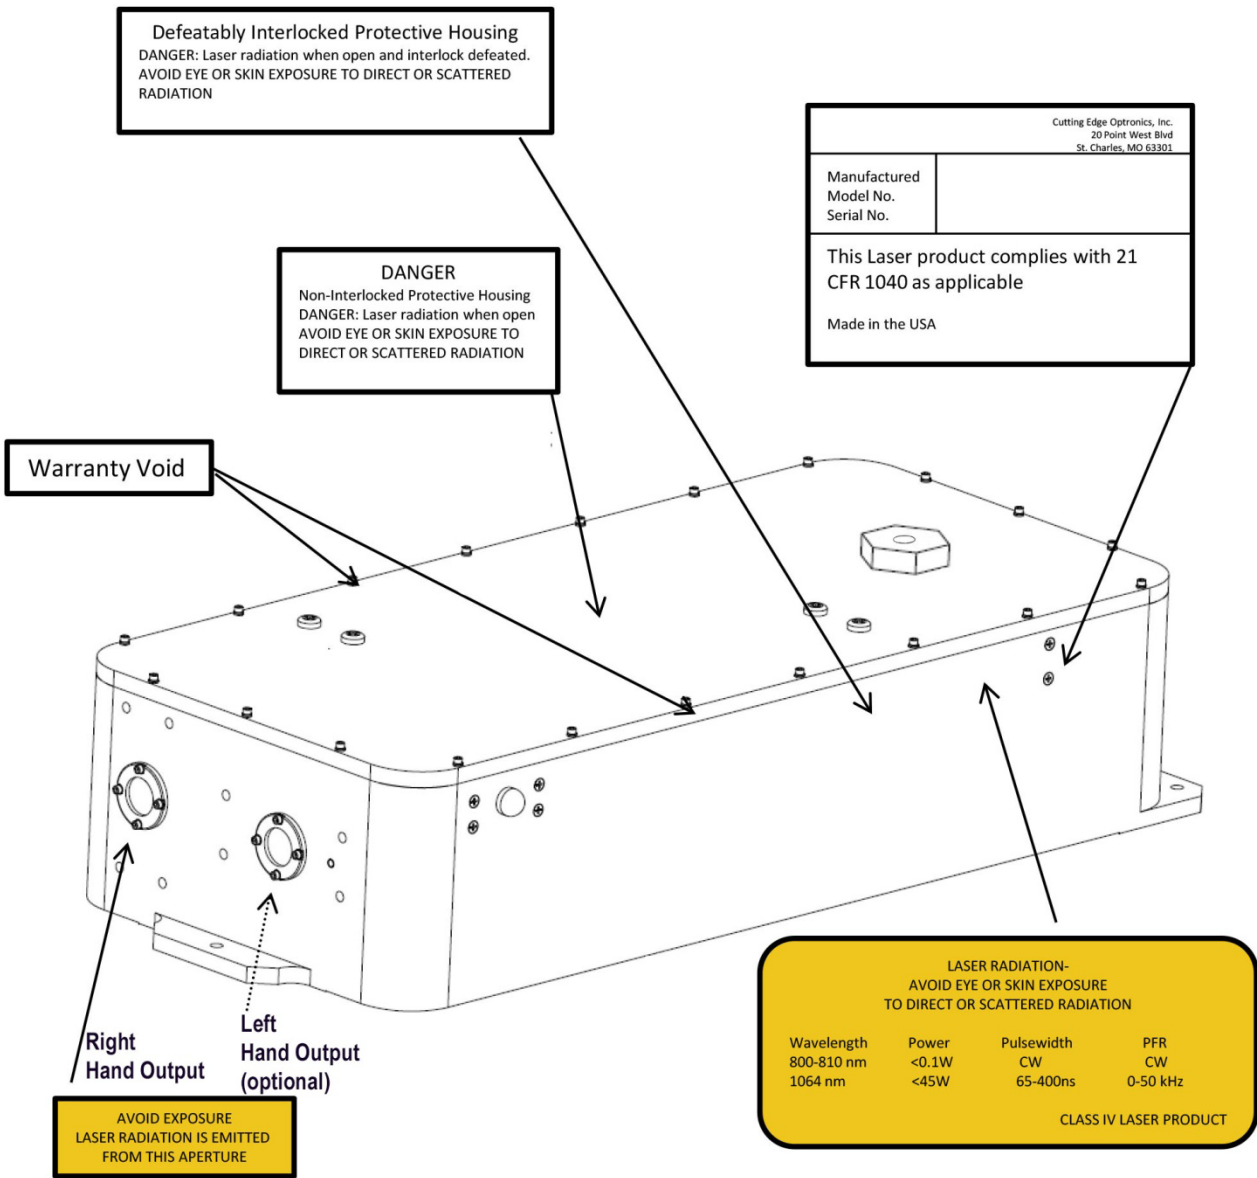 Defeatably Interlocked Protective Housing
DANGER: Laser radiation when open and interlock defeated.
AVOID EYE OR SKIN EXPOSURE TO DIRECT OR SCATTERED
RADIATION
Cutting Edge Optronics, Inc.
20 Point West Blvd
St. Charles, MO 63301
Manufactured
Model No.
Serial No.
This Laser product complies with 21
CFR 1040 as applicable
Made in the USA
DANGER
Non-Interlocked Protective Housing
DANGER: Laser radiation when open
AVOID EYE OR SKIN EXPOSURE TO
DIRECT OR SCATTERED RADIATION
Warranty Void
Right
Hand Output
Left
Hand Output
(optional)
AVOID EXPOSURE
LASER RADIATION IS EMITTED
FROM THIS APERTURE
LASER RADIATION-
AVOID EYE OR SKIN EXPOSURE
TO DIRECT OR SCATTERED RADIATION
Wavelength Power Pulsewidth PFR
800-810 nm <0.1W CW CW
1064 nm <45W 65-400ns 0-50 kHz
CLASS IV LASER PRODUCT